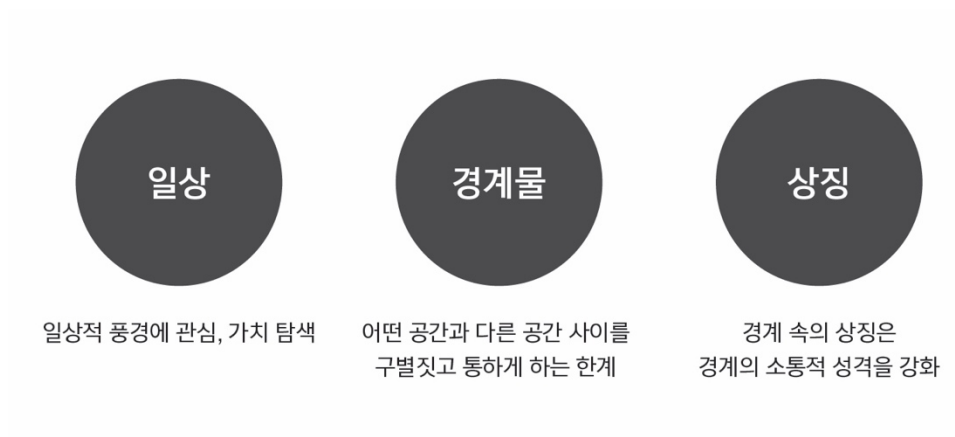 일상
경계물
상징
일상적 풍경에 관심, 가치 탐색
어떤 공간과 다른 공간 사이를
구별짓고 통하게 하는 한계
경계 속의 상징은
경계의 소통적 성격을 강화